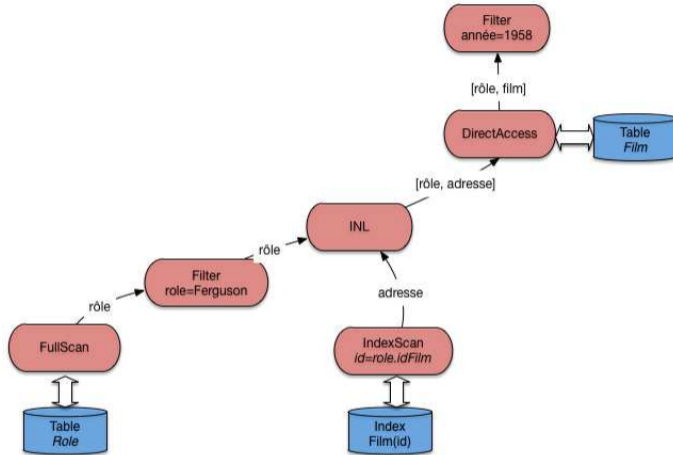 Filter
année=1958
[rôle, film]
DirectAccess
Table
Film
[rôle, adresse]
INL
rôle
Filter
role=Ferguson
adresse
rôle
FullScan
IndexScan
id=role.idFilm
Table
Role
Index
Film(id)